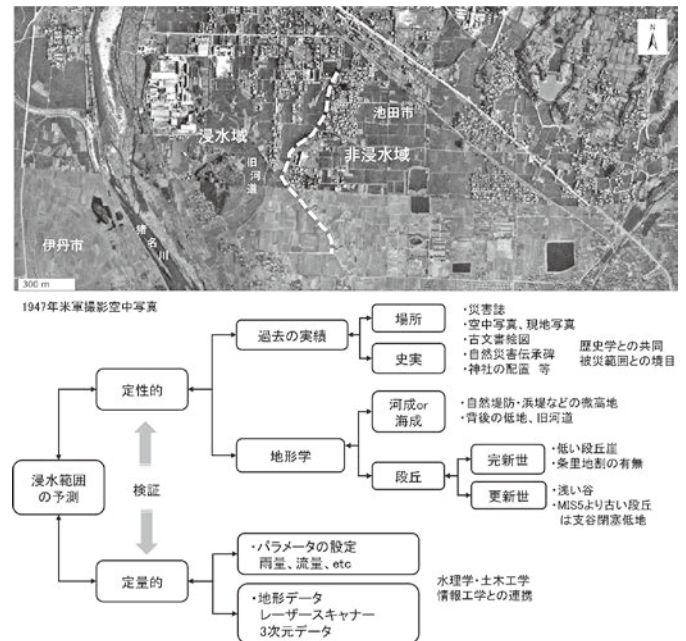 N
池田市
浸水域
非浸水域
旧河道
伊丹市
猪名川
300 m
1947年米軍撮影空中写真
浸水範囲
の予測
定性的
検証
定量的
過去の実績
場所
史実
・災害誌
・空中写真、現地写真
・古文書絵図
・自然災害伝承碑
・神社の配置 等
歴史学との共同
被災範囲との境目
地形学
河成or
海成
・自然堤防・浜堤などの微高地
・背後の低地、旧河道
段丘
完新世
・低い段丘崖
・条里地割の有無
更新世
・浅い谷
・MIS5より古い段丘
は支谷閉塞低地
・パラメータの設定
雨量、流量、etc
・地形データ
レーザースキャナー
3次元データ
水理学・土木工学
情報工学との連携